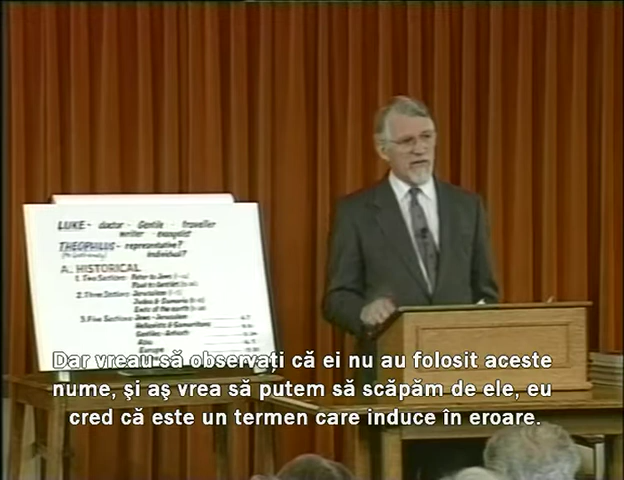 LUKE - doctor - Gentile - traveller
writer - evangelist
THEOPHILUS - representative?
individual?
A. HISTORICAL
1. Two Sections: Peter to Jews
Paul to Gentiles
2. Three Sections: Jerusalem
Judea & Samaria
Ends of the earth
3. Five Sections: Jews - Jerusalem
Hellenists & Samaritans
Gentiles - Antioch
Asia
Europe
Dar vreau să observaţi că ei nu au folosit aceste
nume, şi aş vrea să putem să scăpăm de ele, eu
cred că este un termen care induce în eroare.